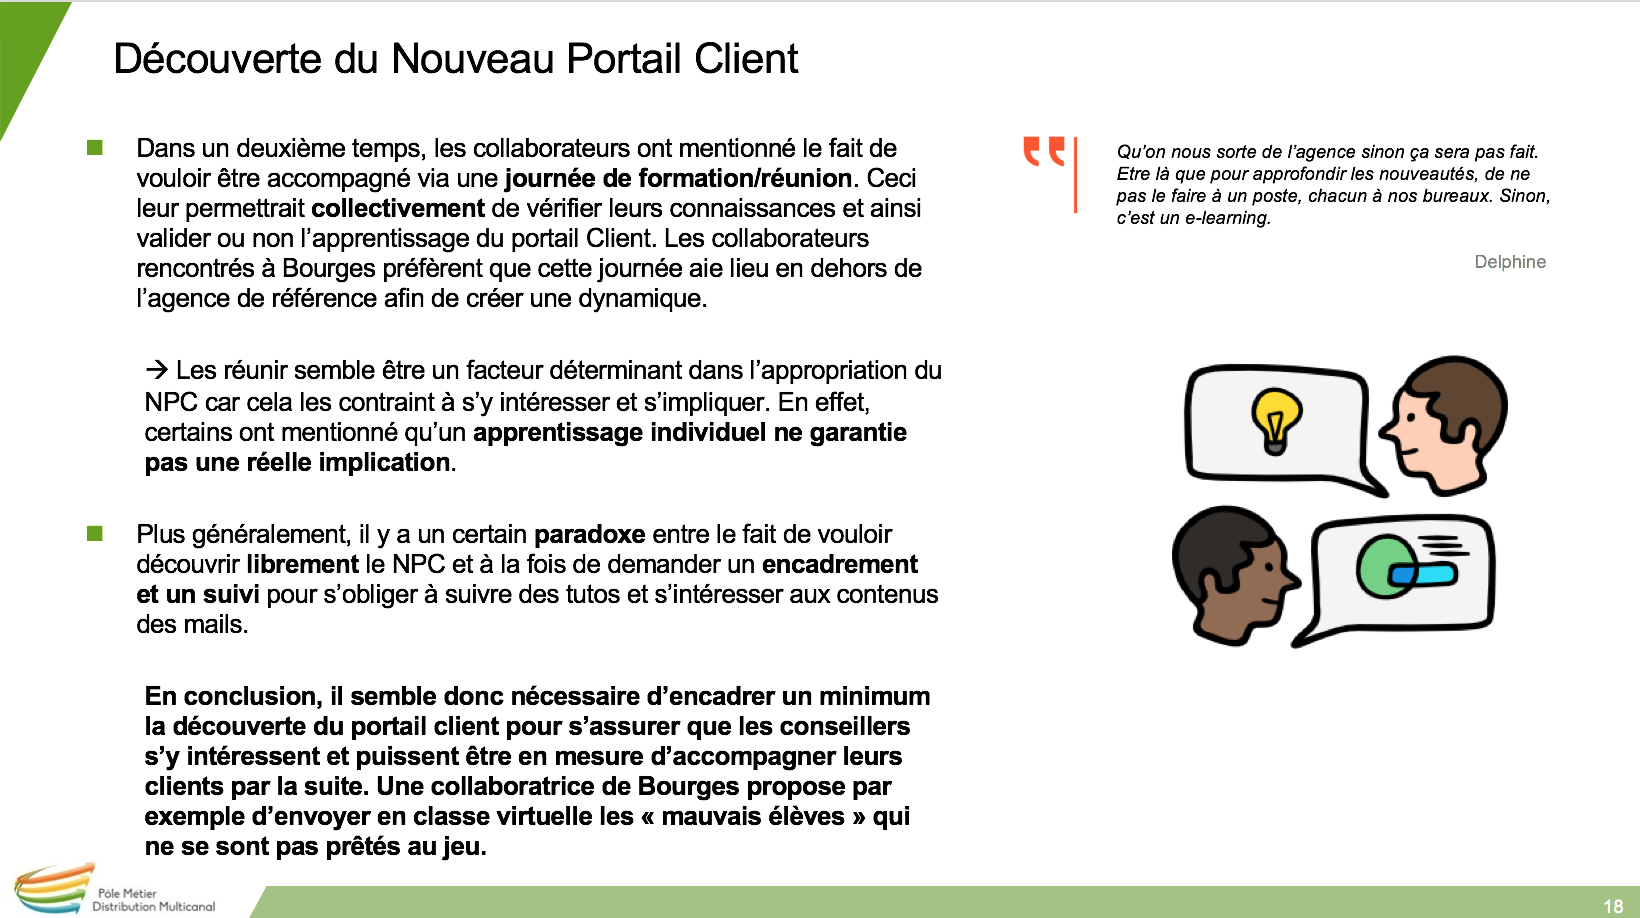 Découverte du Nouveau Portail Client
Dans un deuxième temps, les collaborateurs ont mentionné le fait de
vouloir être accompagné via une journée de formation/réunion. Ceci
leur permettrait collectivement de vérifier leurs connaissances et ainsi
valider ou non l’apprentissage du portail Client. Les collaborateurs
rencontrés à Bourges préfèrent que cette journée aie lieu en dehors de
l’agence de référence afin de créer une dynamique.
→ Les réunir semble être un facteur déterminant dans l’appropriation du
NPC car cela les contraint à s’y intéresser et s’impliquer. En effet,
certains ont mentionné qu’un apprentissage individuel ne garantie
pas une réelle implication.
Plus généralement, il y a un certain paradoxe entre le fait de vouloir
découvrir librement le NPC et à la fois de demander un encadrement
et un suivi pour s’obliger à suivre des tutos et s’intéresser aux contenus
des mails.
En conclusion, il semble donc nécessaire d’encadrer un minimum
la découverte du portail client pour s’assurer que les conseillers
s’y intéressent et puissent être en mesure d’accompagner leurs
clients par la suite. Une collaboratrice de Bourges propose par
exemple d’envoyer en classe virtuelle les « mauvais élèves » qui
ne se sont pas prêtés au jeu.
Qu’on nous sorte de l’agence sinon ça sera pas fait.
Etre là que pour approfondir les nouveautés, de ne
pas le faire à un poste, chacun à nos bureaux. Sinon,
c’est un e-learning.
Delphine
Pôle Métier
Distribution Multicanal
18